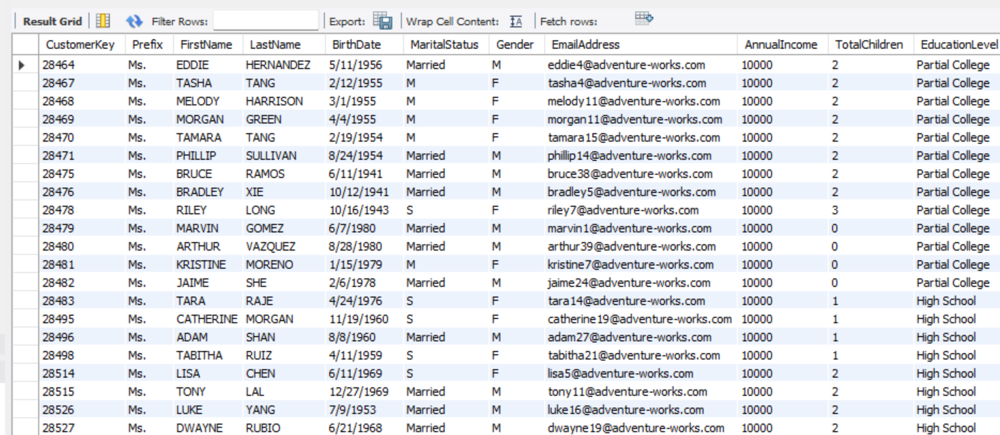 Result Grid Filter Rows: Export: Wrap Cell Content: IA Fetch rows:
CustomerKey Prefix FirstName LastName BirthDate MaritalStatus Gender EmailAddress AnnualIncome TotalChildren EducationLevel
28464 Ms. EDDIE HERNANDEZ 5/11/1956 Married M eddie4@adventure-works.com 10000 2 Partial College
28467 Ms. TASHA TANG 2/12/1955 M F tasha4@adventure-works.com 10000 2 Partial College
28468 Ms. MELODY HARRISON 3/1/1955 M F melody11@adventure-works.com 10000 2 Partial College
28469 Ms. MORGAN GREEN 4/4/1955 M F morgan11@adventure-works.com 10000 2 Partial College
28470 Ms. TAMARA TANG 2/19/1954 M F tamara15@adventure-works.com 10000 2 Partial College
28471 Ms. PHILLIP SULLIVAN 8/24/1954 Married M phillip14@adventure-works.com 10000 2 Partial College
28475 Ms. BRUCE RAMOS 6/11/1941 Married M bruce38@adventure-works.com 10000 2 Partial College
28476 Ms. BRADLEY XIE 10/12/1941 Married M bradley5@adventure-works.com 10000 2 Partial College
28478 Ms. RILEY LONG 10/16/1943 S F riley7@adventure-works.com 10000 3 Partial College
28479 Ms. MARVIN GOMEZ 6/7/1980 Married M marvin1@adventure-works.com 10000 0 Partial College
28480 Ms. ARTHUR VAZQUEZ 8/28/1980 Married M arthur39@adventure-works.com 10000 0 Partial College
28481 Ms. KRISTINE MORENO 1/15/1979 M F kristine7@adventure-works.com 10000 0 Partial College
28482 Ms. JAIME SHE 2/6/1978 Married M jaime24@adventure-works.com 10000 0 Partial College
28483 Ms. TARA RAJE 4/24/1976 S F tara14@adventure-works.com 10000 1 High School
28495 Ms. CATHERINE MORGAN 11/19/1960 S F catherine19@adventure-works.com 10000 1 High School
28496 Ms. ADAM SHAN 8/8/1960 Married M adam27@adventure-works.com 10000 1 High School
28498 Ms. TABITHA RUIZ 4/11/1959 S F tabitha21@adventure-works.com 10000 1 High School
28514 Ms. LISA CHEN 6/11/1969 S F lisa5@adventure-works.com 10000 2 High School
28515 Ms. TONY LAL 12/27/1969 Married M tony11@adventure-works.com 10000 2 High School
28526 Ms. LUKE YANG 7/9/1953 Married M luke16@adventure-works.com 10000 2 High School
28527 Ms. DWAYNE RUBIO 6/21/1968 Married M dwayne19@adventure-works.com 10000 2 High School